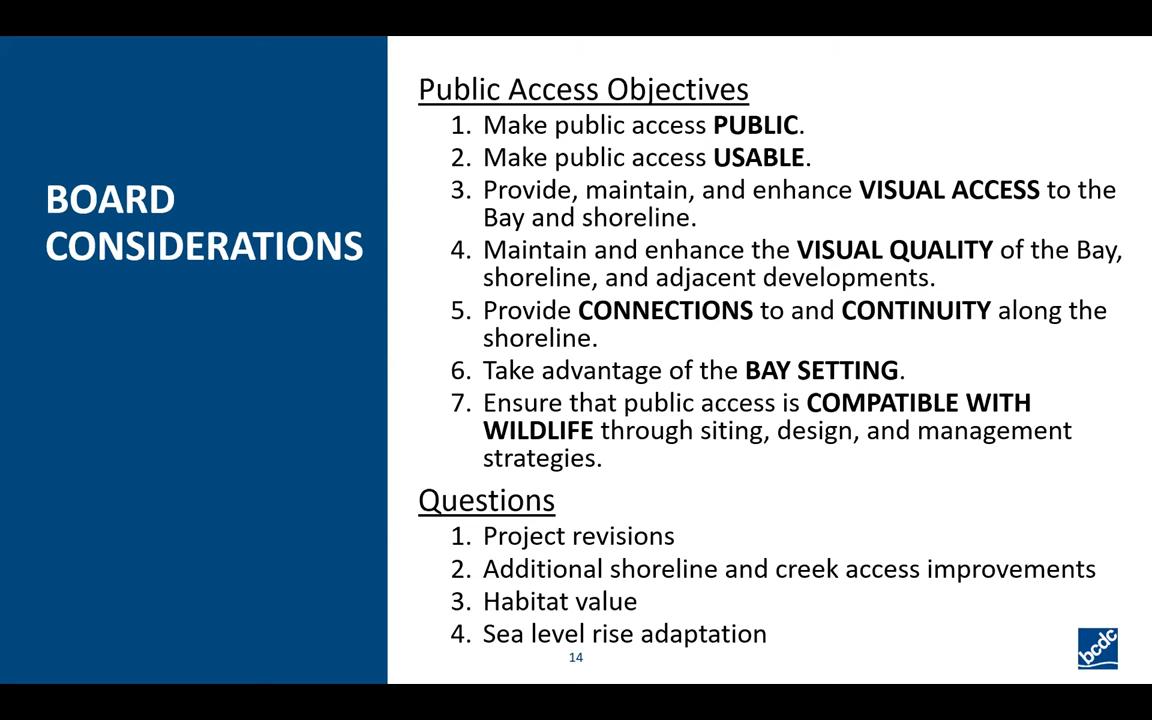 BOARD
CONSIDERATIONS
Public Access Objectives
1. Make public access PUBLIC.
2. Make public access USABLE.
3. Provide, maintain, and enhance VISUAL ACCESS to the
Bay and shoreline.
4. Maintain and enhance the VISUAL QUALITY of the Bay,
shoreline, and adjacent developments.
5. Provide CONNECTIONS to and CONTINUITY along the
shoreline.
6. Take advantage of the BAY SETTING.
7. Ensure that public access is COMPATIBLE WITH
WILDLIFE through siting, design, and management
strategies.
Questions
1. Project revisions
2. Additional shoreline and creek access improvements
3. Habitat value
4. Sea level rise adaptation
14
bcdc